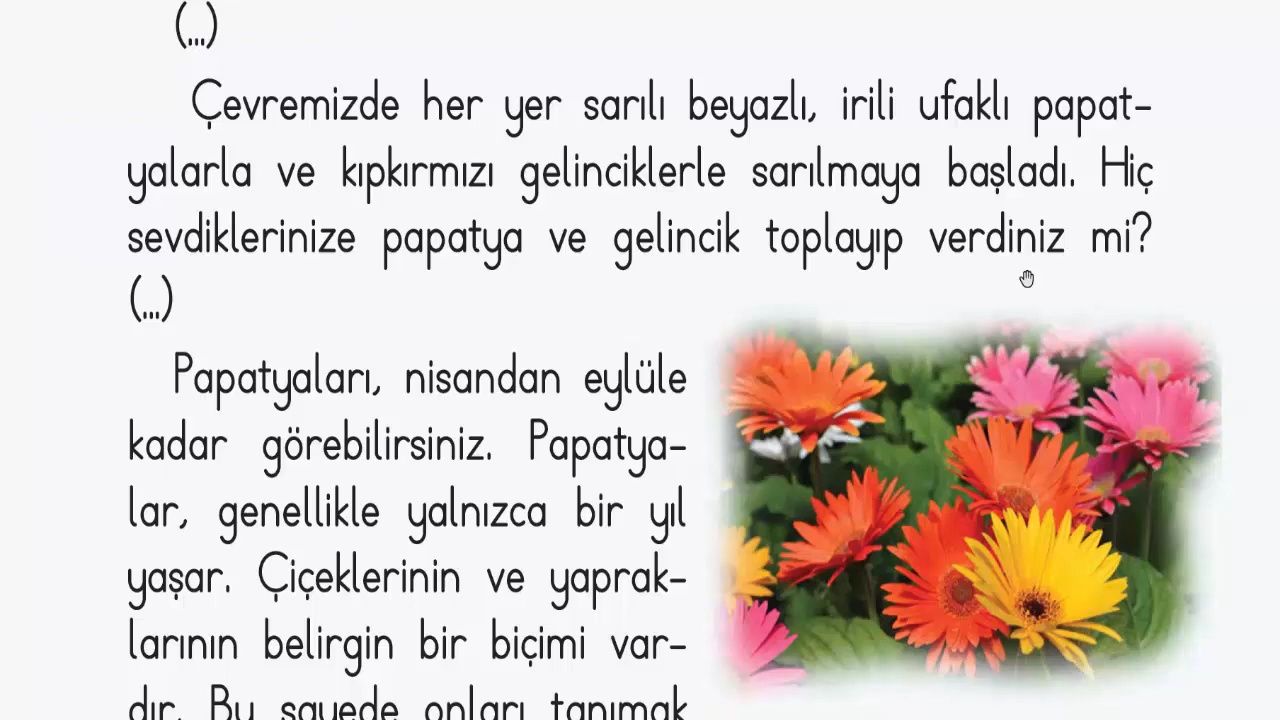 (...)
Çevremizde her yer sarılı beyazlı, irili ufaklı papat-
yalarla ve kıpkırmızı gelinciklerle sarılmaya başladı. Hiç
sevdiklerinize papatya ve gelincik toplayıp verdiniz mi?
(...)
Papatyaları, nisandan eylüle
kadar görebilirsiniz. Papatya-
lar, genellikle yalnızca bir yıl
yaşar. Çiçeklerinin ve yaprak-
larının belirgin bir biçimi var-
dır. Bu sayede onları tanımak